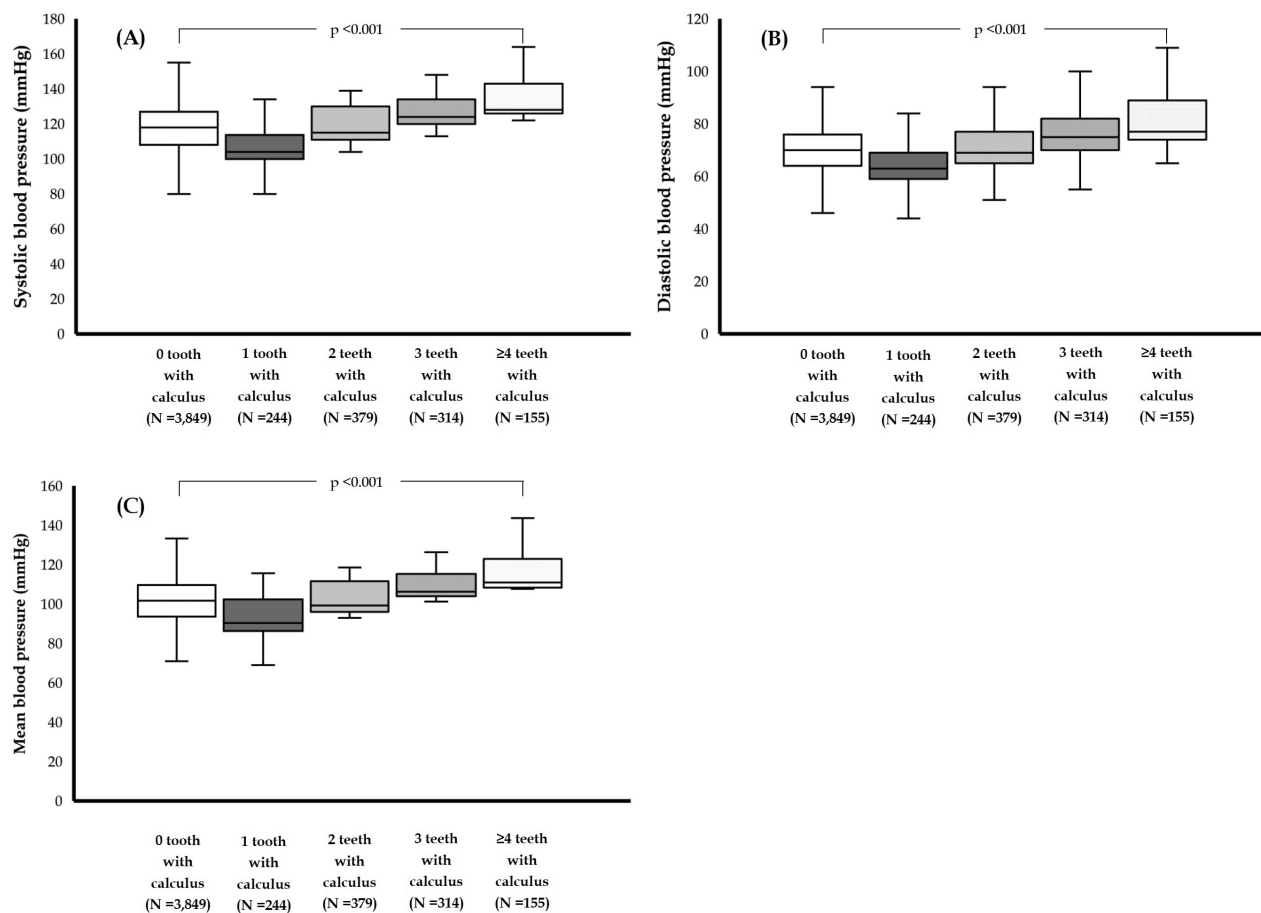 (A)
p <0.001
Systolic blood pressure (mmHg)
180
160
140
120
100
80
60
40
20
0
0 tooth with calculus (N =3,849)
1 tooth with calculus (N =244)
2 teeth with calculus (N =379)
3 teeth with calculus (N =314)
≥4 teeth with calculus (N =155)
(B)
p <0.001
Diastolic blood pressure (mmHg)
120
100
80
60
40
20
0
0 tooth with calculus (N =3,849)
1 tooth with calculus (N =244)
2 teeth with calculus (N =379)
3 teeth with calculus (N =314)
≥4 teeth with calculus (N =155)
(C)
p <0.001
Mean blood pressure (mmHg)
160
140
120
100
80
60
40
20
0
0 tooth with calculus (N =3,849)
1 tooth with calculus (N =244)
2 teeth with calculus (N =379)
3 teeth with calculus (N =314)
≥4 teeth with calculus (N =155)